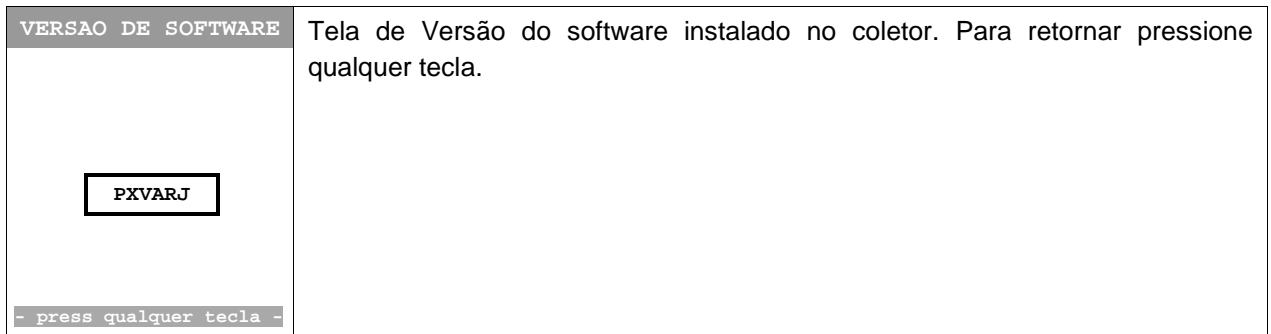 VERSAO DE SOFTWARE
Tela de Versão do software instalado no coletor. Para retornar pressione
qualquer tecla.
PXVARJ
- press qualquer tecla -